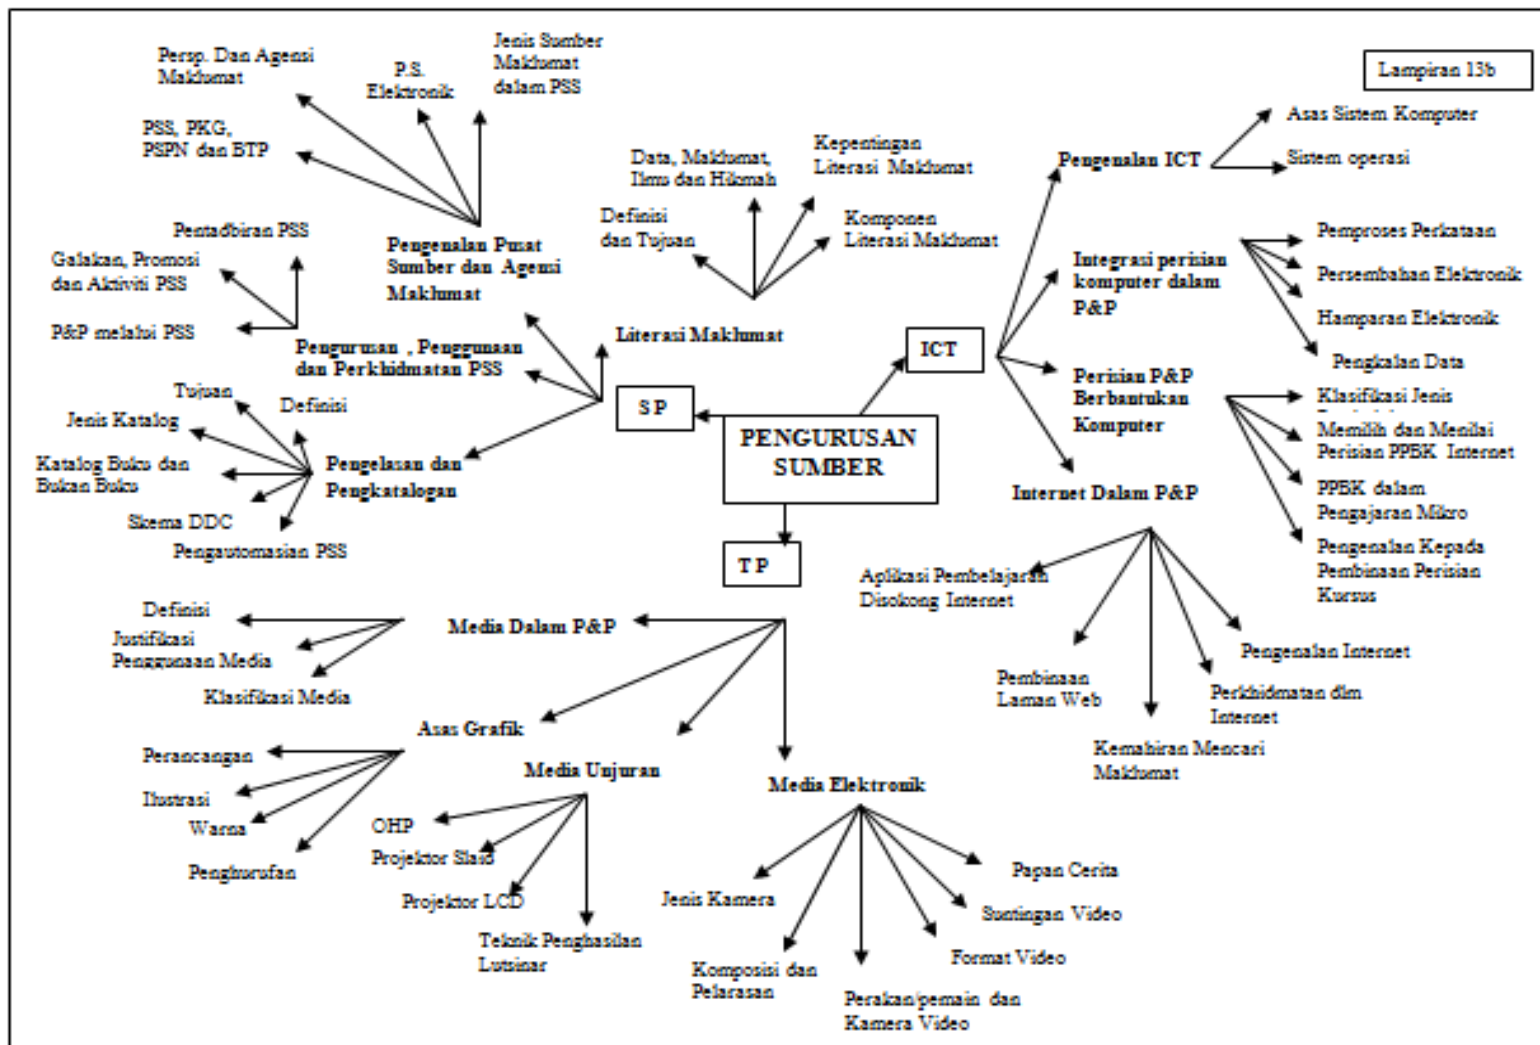 Lampiran 13b
Persp. Dan Agensi
Maklumat
P.S.
Elektronik
Jenis Sumber
Maklumat
dalam PSS
PSS, PKG,
PSPN dan BTP
Pengenalan Pusat
Sumber dan Agensi
Maklumat
Pentadbiran PSS
Galakan, Promosi
dan Aktiviti PSS
P&P melalui PSS
Pengurusan , Penggunaan
dan Perkhidmatan PSS
Data, Maklumat,
Ilmu dan Hikmah
Kepentingan
Literasi Maklumat
Definisi
dan Tujuan
Komponen
Literasi Maklumat
Literasi Maklumat
Tujuan
Definisi
Jenis Katalog
Katalog Buku dan
Bukan Buku
Skema DDC
Pengautomasian PSS
Pengelasan dan
Pengkatalogan
SP
PENGURUSAN
SUMBER
ICT
TP
Pengenalan ICT
Asas Sistem Komputer
Sistem operasi
Integrasi perisian
komputer dalam
P&P
Pemproses Perkataan
Persembahan Elektronik
Hamparan Elektronik
Pengkalan Data
Perisian P&P
Berbantukan
Komputer
Klasifikasi Jenis
Memilih dan Menilai
Perisian PPBK Internet
PPBK dalam
Pengajaran Mikro
Pengenalan Kepada
Pembinaan Perisian
Kursus
Internet Dalam P&P
Aplikasi Pembelajaran
Disokong Internet
Pembinaan
Laman Web
Kemahiran Mencari
Maklumat
Perkhidmatan dlm
Internet
Pengenalan Internet
Media Dalam P&P
Definisi
Justifikasi
Penggunaan Media
Klasifikasi Media
Asas Grafik
Perancangan
Ilustrasi
Warna
Penghurufan
Media Unjuran
OHP
Projektor Slaid
Projektor LCD
Teknik Penghasilan
Lutsinar
Media Elektronik
Jenis Kamera
Komposisi dan
Pelarasan
Perakan/pemain dan
Kamera Video
Format Video
Suntingan Video
Papan Cerita